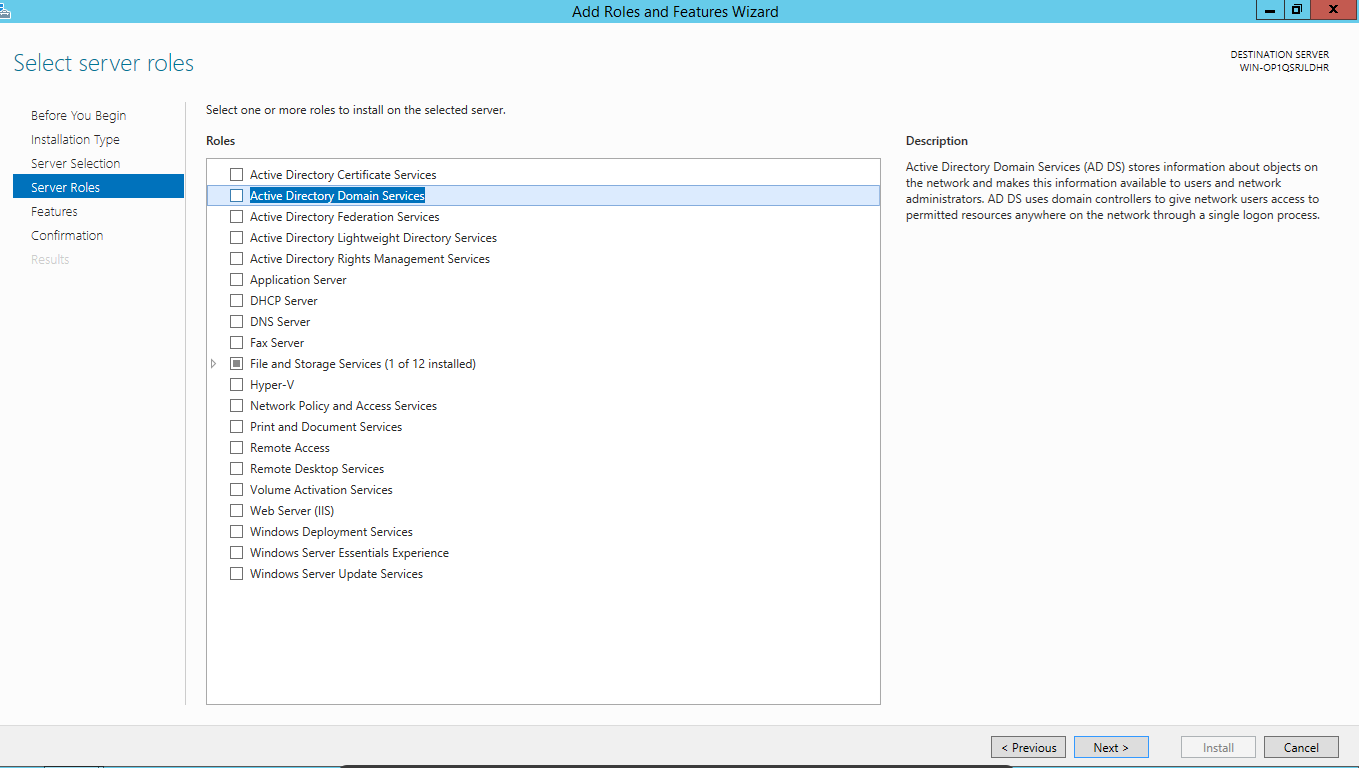 Add Roles and Features Wizard
Select server roles
DESTINATION SERVER
WIN-OP1QSRJLDHR
Before You Begin
Installation Type
Server Selection
Server Roles
Features
Confirmation
Results
Select one or more roles to install on the selected server.
Roles
Active Directory Certificate Services
Active Directory Domain Services
Active Directory Federation Services
Active Directory Lightweight Directory Services
Active Directory Rights Management Services
Application Server
DHCP Server
DNS Server
Fax Server
File and Storage Services (1 of 12 installed)
Hyper-V
Network Policy and Access Services
Print and Document Services
Remote Access
Remote Desktop Services
Volume Activation Services
Web Server (IIS)
Windows Deployment Services
Windows Server Essentials Experience
Windows Server Update Services
Description
Active Directory Domain Services (AD DS) stores information about objects on
the network and makes this information available to users and network
administrators. AD DS uses domain controllers to give network users access to
permitted resources anywhere on the network through a single logon process.
< Previous
Next >
Install
Cancel